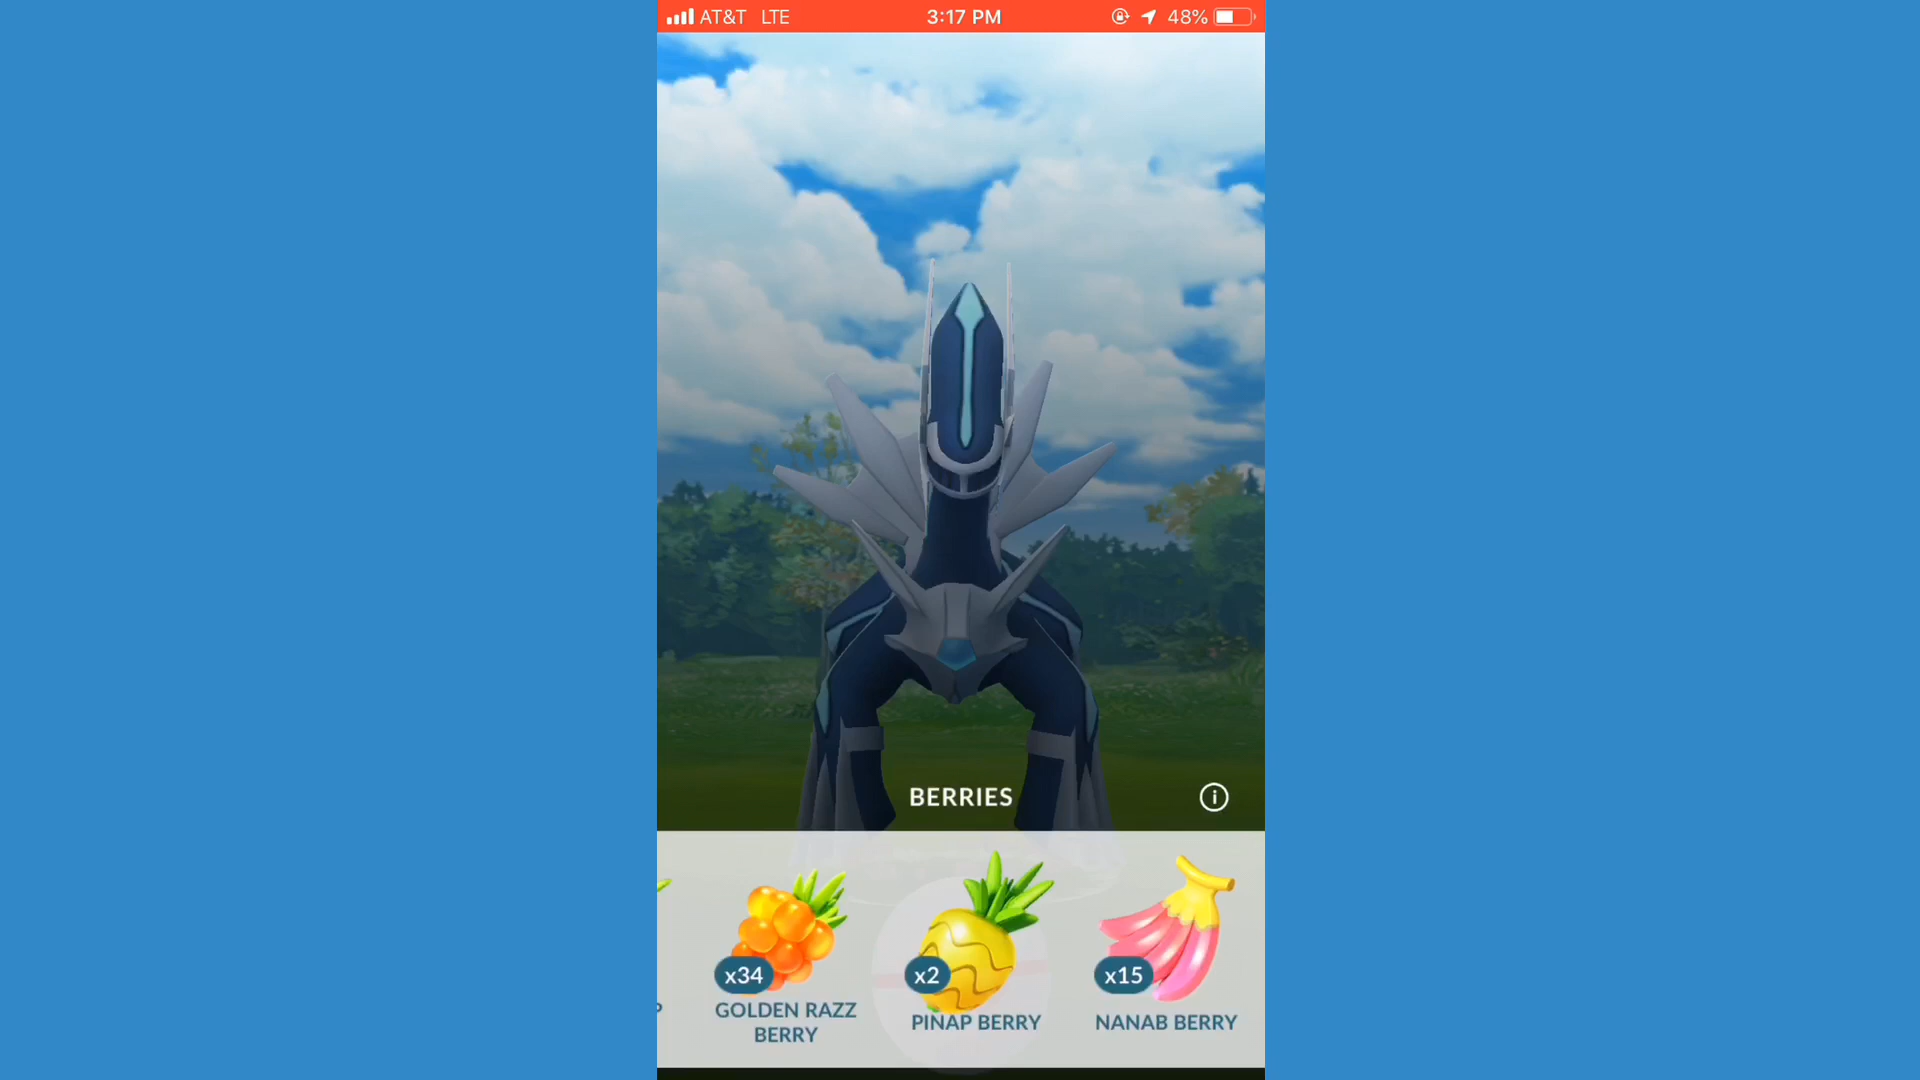 AT&T LTE 3:17 PM 48%
BERRIES
x34 x2 x15
GOLDEN RAZZ BERRY
PINAP BERRY
NANAB BERRY